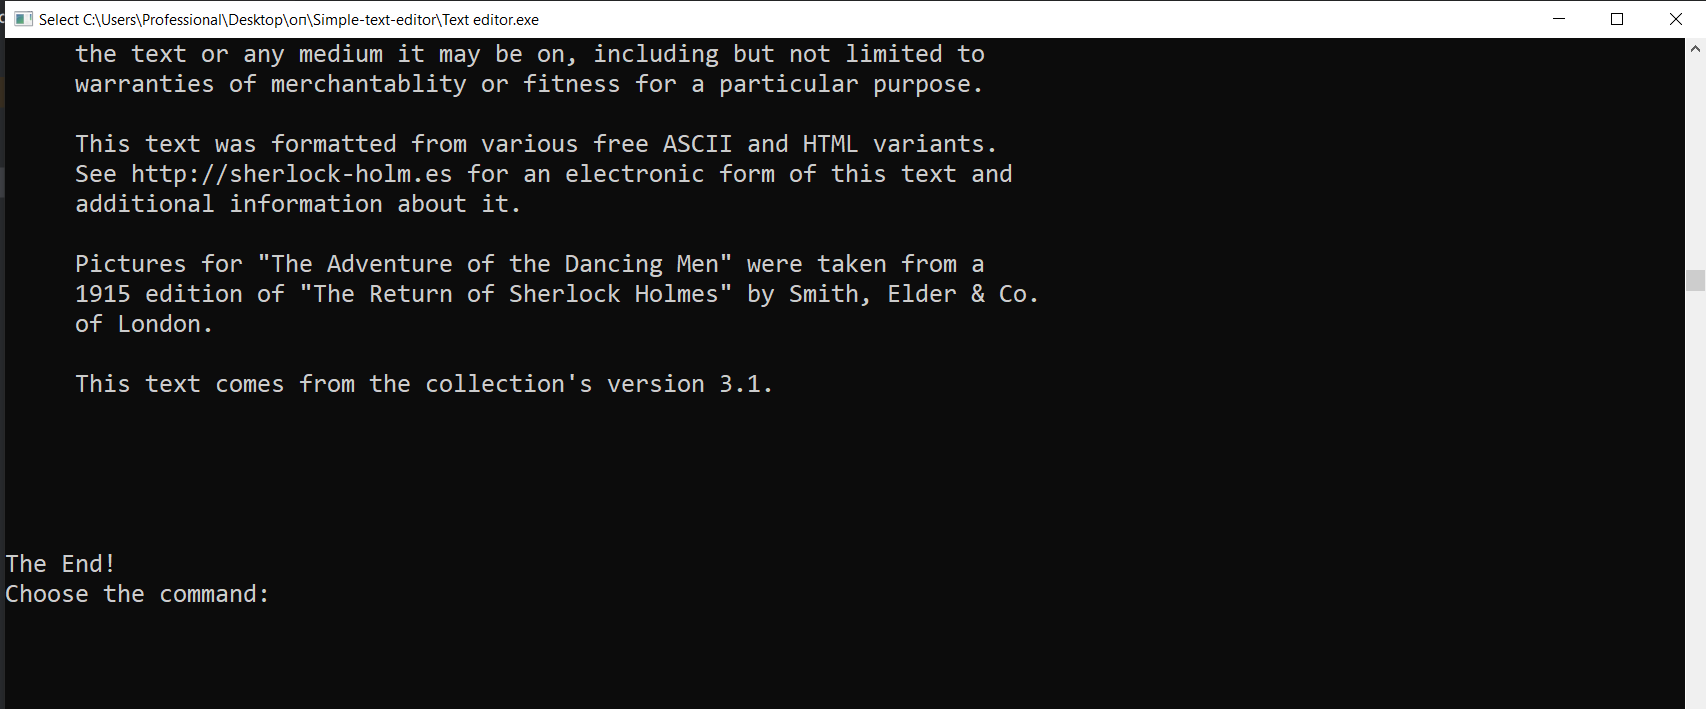 Select C:\Users\Professional\Desktop\оп\Simple-text-editor\Text editor.exe
the text or any medium it may be on, including but not limited to
warranties of merchantablity or fitness for a particular purpose.
This text was formatted from various free ASCII and HTML variants.
See http://sherlock-holm.es for an electronic form of this text and
additional information about it.
Pictures for "The Adventure of the Dancing Men" were taken from a
1915 edition of "The Return of Sherlock Holmes" by Smith, Elder & Co.
of London.
This text comes from the collection's version 3.1.
The End!
Choose the command: